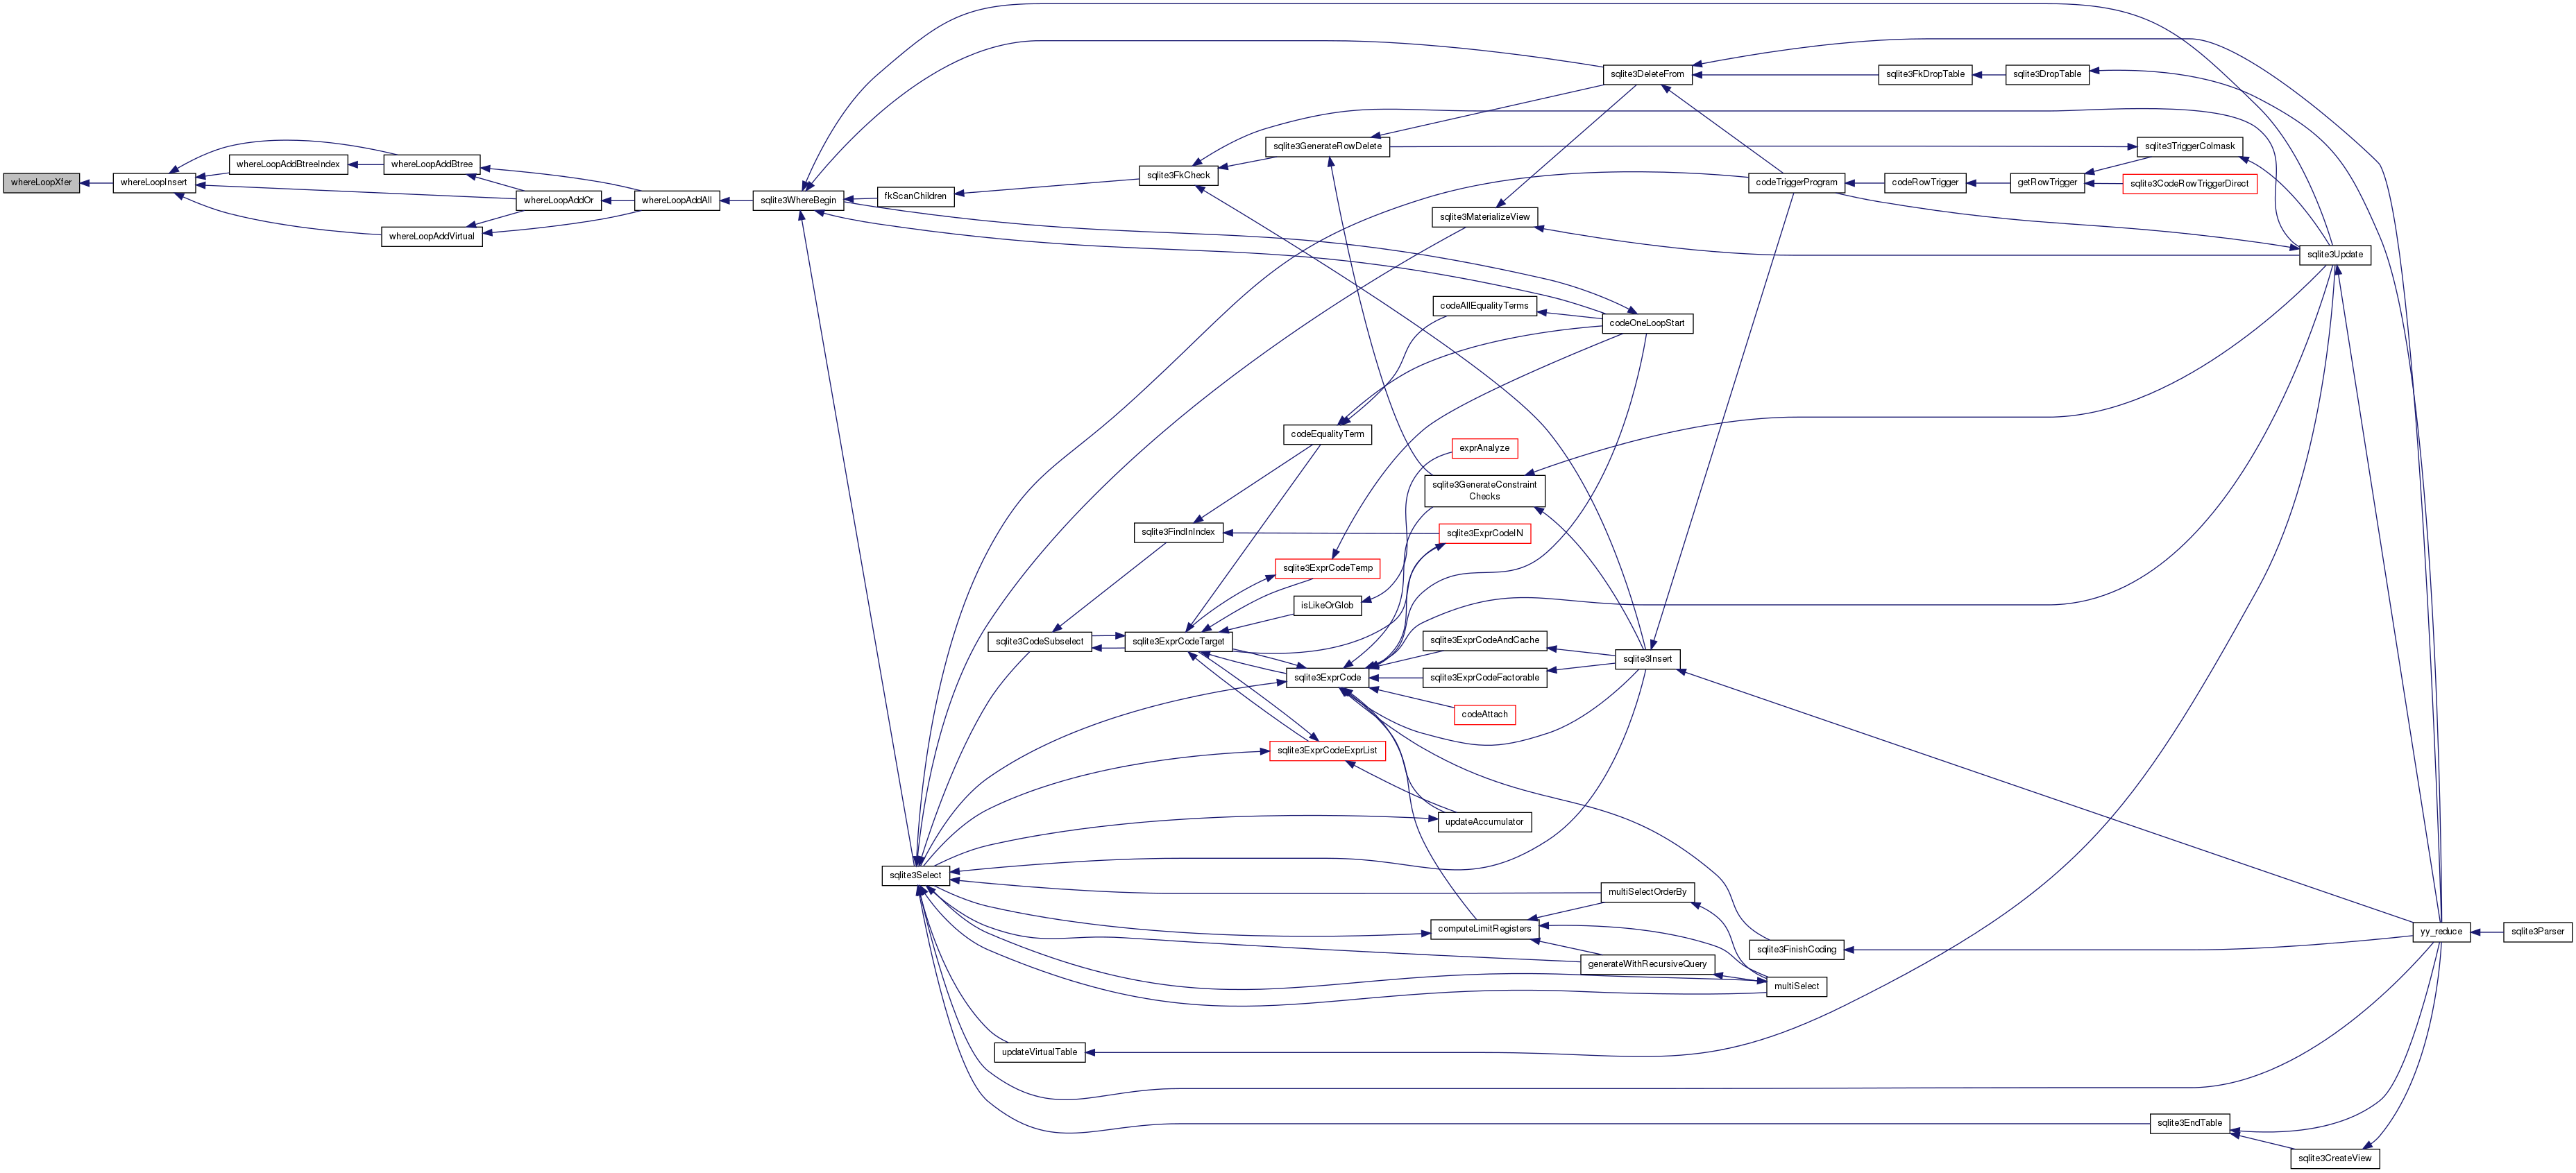 whereLoopXfer
whereLoopInsert
whereLoopAddBtreeIndex
whereLoopAddBtree
whereLoopAddVirtual
whereLoopAddOr
whereLoopAddAll
sqlite3WhereBegin
fkScanChildren
sqlite3Select
sqlite3CodeSubselect
updateVirtualTable
sqlite3FkCheck
sqlite3FindInIndex
sqlite3ExprCodeTarget
sqlite3GenerateRowDelete
codeEqualityTerm
sqlite3ExprCodeTemp
isLikeOrGlob
sqlite3ExprCode
sqlite3ExprCodeExprList
sqlite3MaterializeView
codeAllEqualityTerms
exprAnalyze
sqlite3GenerateConstraint
Checks
sqlite3ExprCodeIN
sqlite3ExprCodeAndCache
sqlite3ExprCodeFactorable
codeAttach
updateAccumulator
computeLimitRegisters
sqlite3DeleteFrom
codeOneLoopStart
sqlite3Insert
multiSelectOrderBy
generateWithRecursiveQuery
codeTriggerProgram
sqlite3FinishCoding
multiSelect
sqlite3FkDropTable
codeRowTrigger
sqlite3DropTable
getRowTrigger
sqlite3TriggerColmask
sqlite3CodeRowTriggerDirect
sqlite3EndTable
sqlite3Update
sqlite3CreateView
yy_reduce
sqlite3Parser